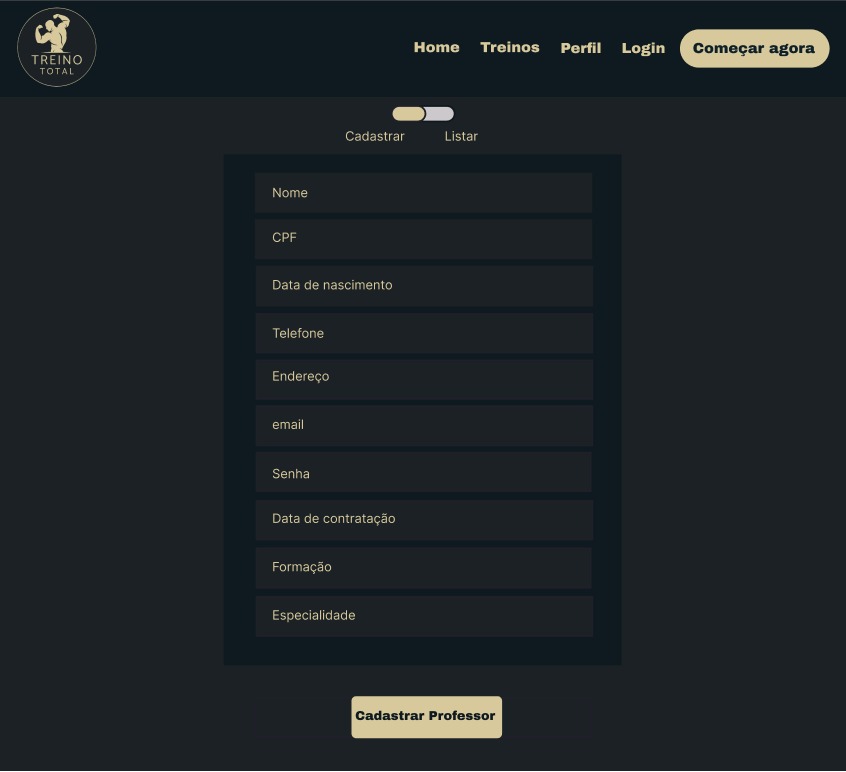 TREINO
TOTAL
Home Treinos Perfil Login Começar agora
Cadastrar Listar
Nome
CPF
Data de nascimento
Telefone
Endereço
email
Senha
Data de contratação
Formação
Especialidade
Cadastrar Professor